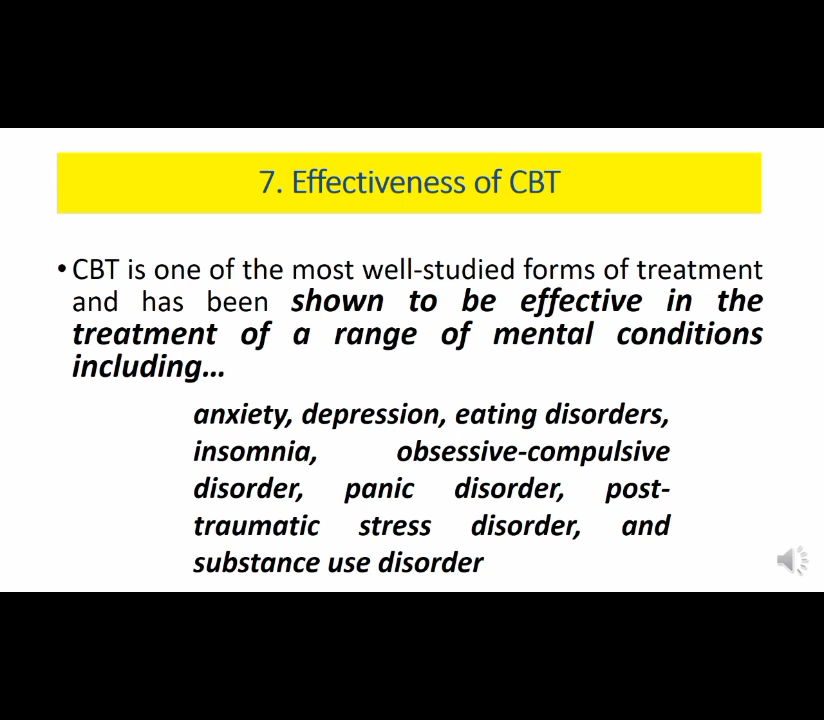 7. Effectiveness of CBT
• CBT is one of the most well-studied forms of treatment
and has been shown to be effective in the
treatment of a range of mental conditions
including...
anxiety, depression, eating disorders,
insomnia, obsessive-compulsive
disorder, panic disorder, post-
traumatic stress disorder, and
substance use disorder